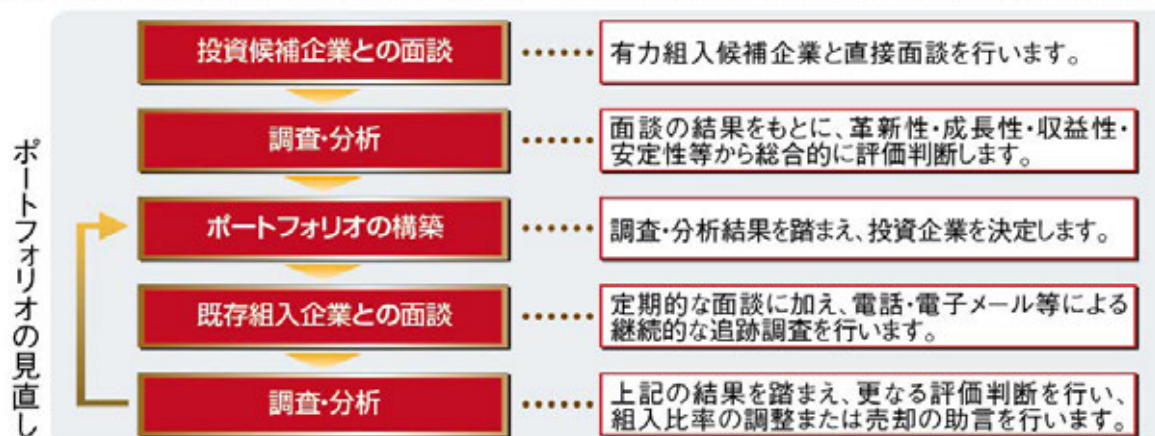 投資候補企業との面談
有力組入候補企業と直接面談を行います。
調査・分析
面談の結果をもとに、革新性・成長性・収益性・
安定性等から総合的に評価判断します。
ポートフォリオの構築
調査・分析結果を踏まえ、投資企業を決定します。
既存組入企業との面談
定期的な面談に加え、電話・電子メール等による
継続的な追跡調査を行います。
調査・分析
上記の結果を踏まえ、更なる評価判断を行い、
組入比率の調整または売却の助言を行います。
ポートフォリオの見直し